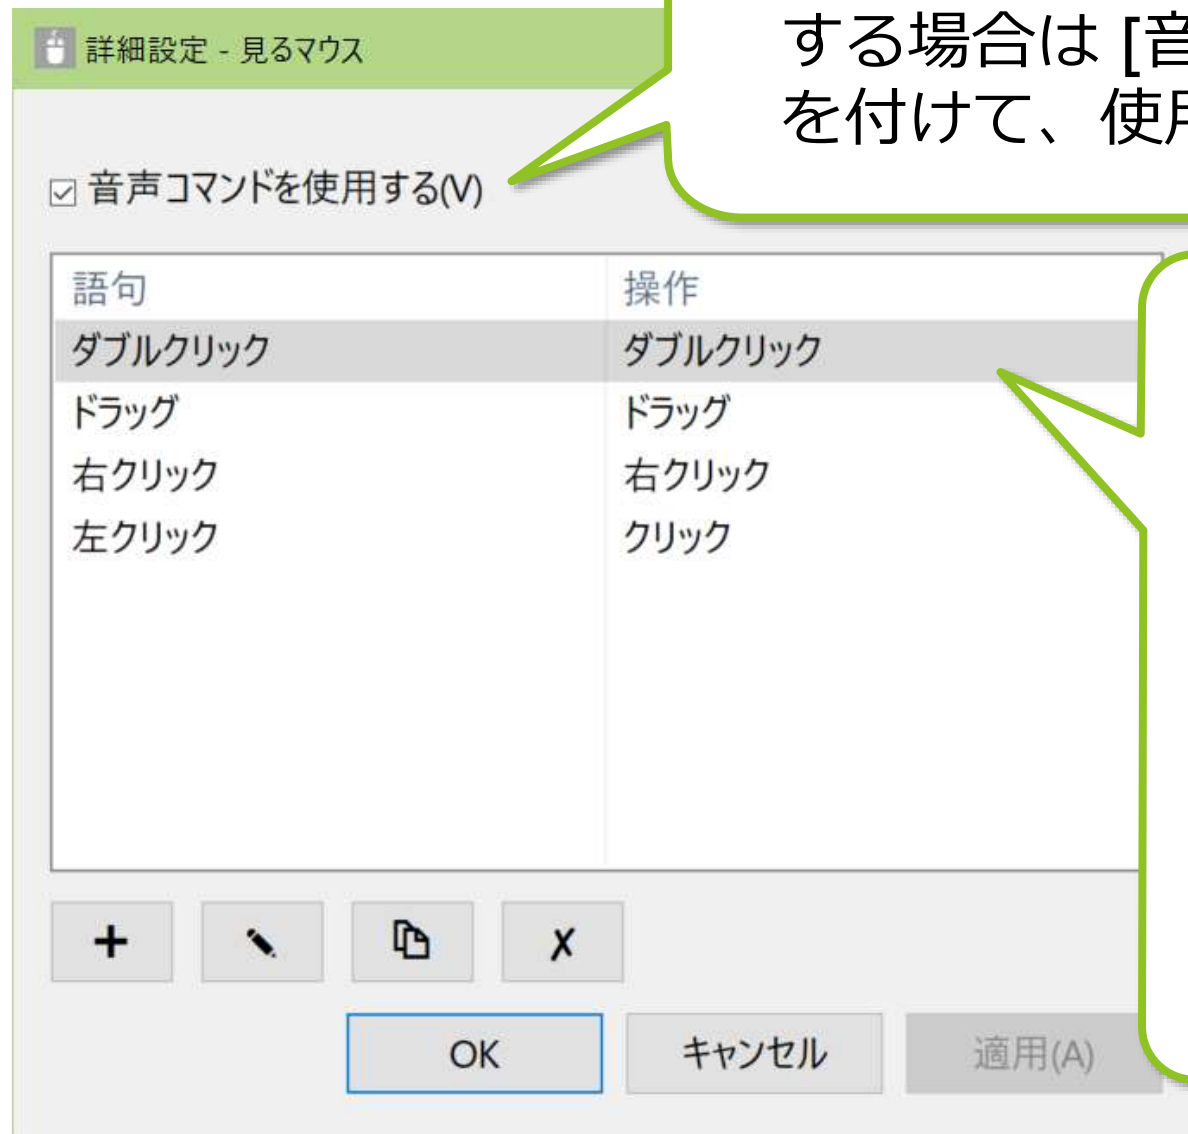 する場合は [音
を付けて、使用
詳細設定 - 見るマウス
音声コマンドを使用する(V)
語句 操作
ダブルクリック ダブルクリック
ドラッグ ドラッグ
右クリック 右クリック
左クリック クリック
OK キャンセル 適用(A)